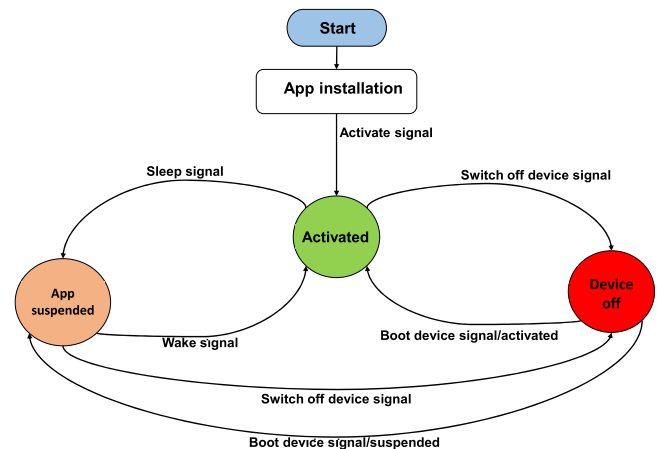 Start
App installation
Activate signal
Sleep signal
Switch off device signal
Activated
App
suspended
Device
off
Wake signal
Boot device signal/activated
Switch off device signal
Boot device signal/suspended